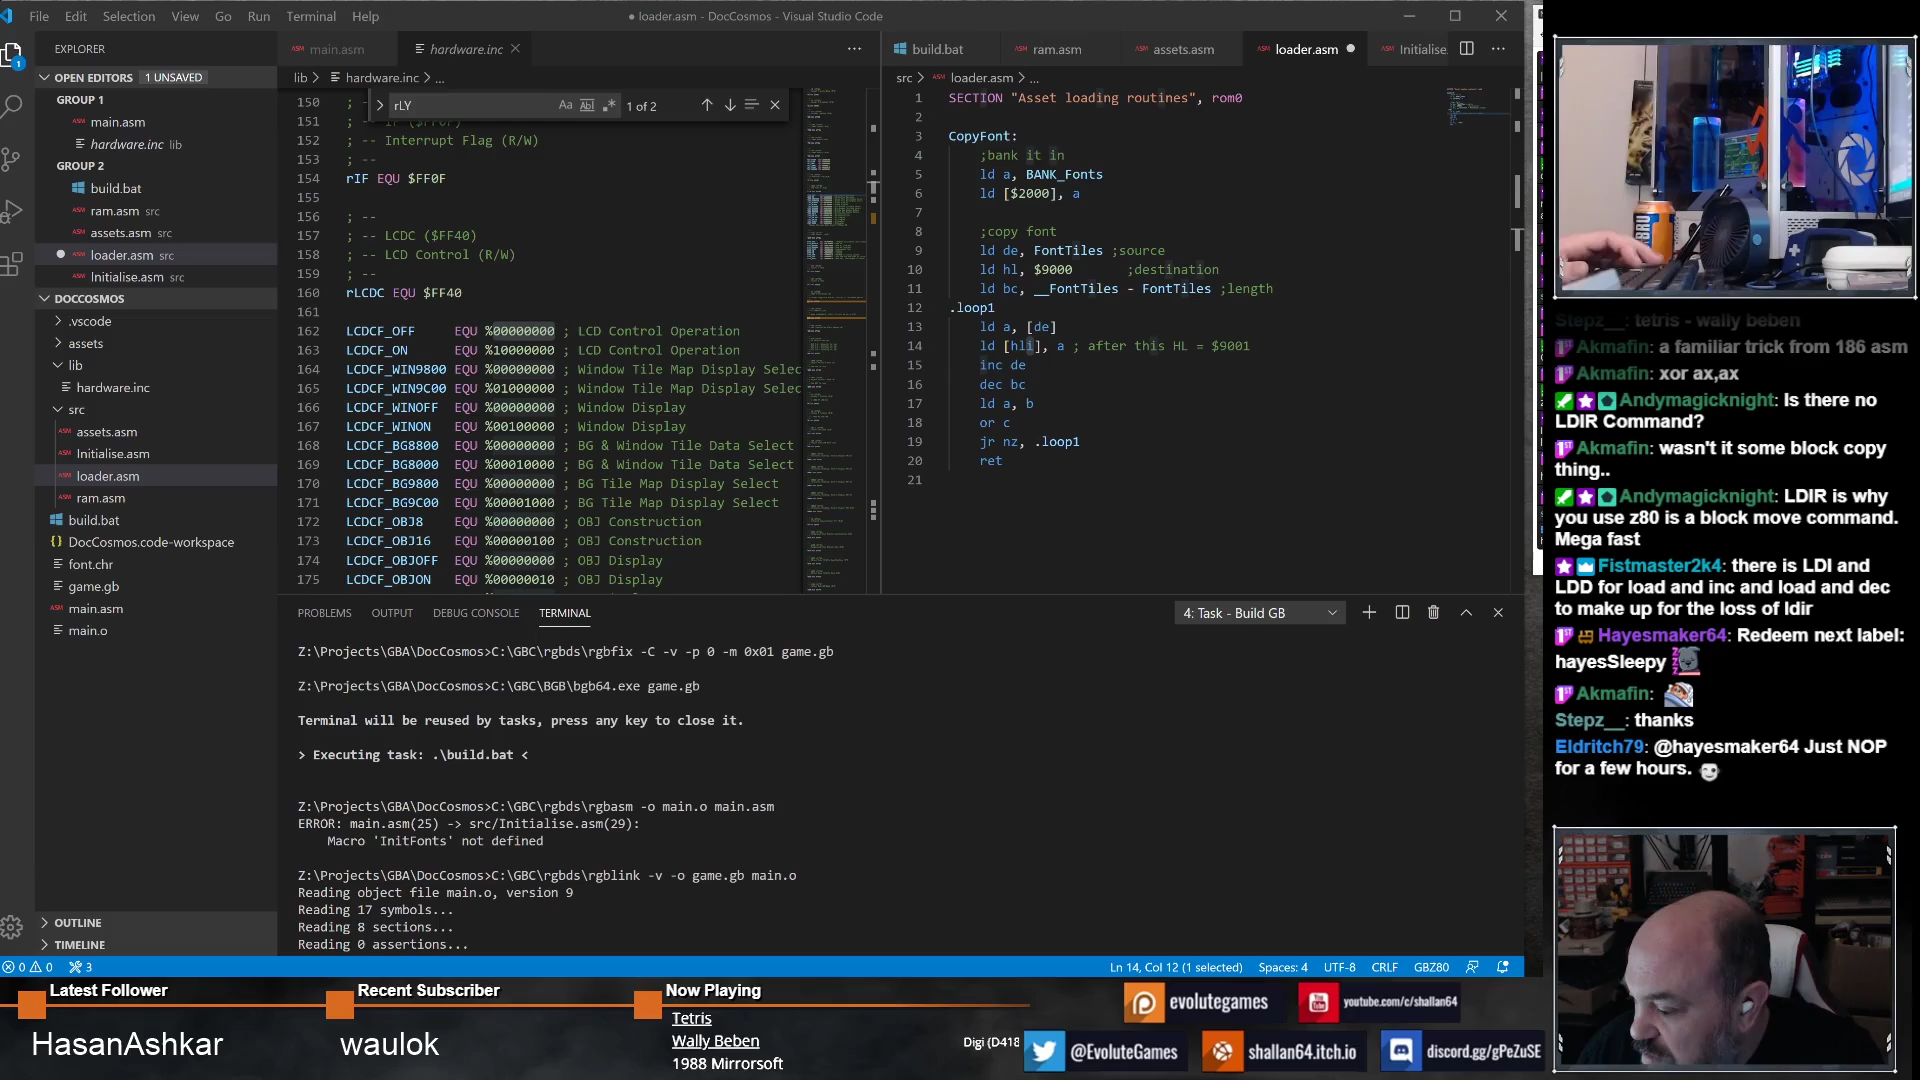 File Edit Selection View Go Run Terminal Help
● loader.asm - DocCosmos - Visual Studio Code
EXPLORER
OPEN EDITORS 1 UNSAVED
GROUP 1
main.asm
hardware.inc lib
GROUP 2
build.bat
ram.asm src
assets.asm src
loader.asm src
Initialise.asm src
DOCCOSMOS
.vscode
assets
lib
hardware.inc
src
assets.asm
Initialise.asm
loader.asm
ram.asm
build.bat
DocCosmos.code-workspace
font.chr
game.gb
main.asm
main.o
OUTLINE
TIMELINE
main.asm hardware.inc
lib > hardware.inc > ...
rLY Aa Abl .* 1 of 2
150 ; --
151 ; -- IF ($FF0F)
152 ; -- Interrupt Flag (R/W)
153 ; --
154 rIF EQU $FF0F
155
156 ; --
157 ; -- LCDC ($FF40)
158 ; -- LCD Control (R/W)
159 ; --
160 rLCDC EQU $FF40
161
162 LCDCF_OFF EQU %00000000 ; LCD Control Operation
163 LCDCF_ON EQU %10000000 ; LCD Control Operation
164 LCDCF_WIN9800 EQU %00000000 ; Window Tile Map Display Selec
165 LCDCF_WIN9C00 EQU %01000000 ; Window Tile Map Display Selec
166 LCDCF_WINOFF EQU %00000000 ; Window Display
167 LCDCF_WINON EQU %00100000 ; Window Display
168 LCDCF_BG8800 EQU %00000000 ; BG & Window Tile Data Select
169 LCDCF_BG8000 EQU %00010000 ; BG & Window Tile Data Select
170 LCDCF_BG9800 EQU %00000000 ; BG Tile Map Display Select
171 LCDCF_BG9C00 EQU %00001000 ; BG Tile Map Display Select
172 LCDCF_OBJ8 EQU %00000000 ; OBJ Construction
173 LCDCF_OBJ16 EQU %00000100 ; OBJ Construction
174 LCDCF_OBJOFF EQU %00000000 ; OBJ Display
175 LCDCF_OBJON EQU %00000010 ; OBJ Display
build.bat ram.asm assets.asm loader.asm Initialise
src > loader.asm > ...
1 SECTION "Asset loading routines", rom0
2
3 CopyFont:
4 ;bank it in
5 ld a, BANK_Fonts
6 ld [$2000], a
7
8 ;copy font
9 ld de, FontTiles ;source
10 ld hl, $9000 ;destination
11 ld bc, __FontTiles - FontTiles ;length
12 .loop1
13 ld a, [de]
14 ld [hli], a ; after this HL = $9001
15 inc de
16 dec bc
17 ld a, b
18 or c
19 jr nz, .loop1
20 ret
21
PROBLEMS OUTPUT DEBUG CONSOLE TERMINAL
4: Task - Build GB
Z:\Projects\GBA\DocCosmos>C:\GBC\rgbds\rgbfix -C -v -p 0 -m 0x01 game.gb
Z:\Projects\GBA\DocCosmos>C:\GBC\BGB\bgb64.exe game.gb
Terminal will be reused by tasks, press any key to close it.
> Executing task: .\build.bat <
Z:\Projects\GBA\DocCosmos>C:\GBC\rgbds\rgbasm -o main.o main.asm
ERROR: main.asm(25) -> src/Initialise.asm(29):
Macro 'InitFonts' not defined
Z:\Projects\GBA\DocCosmos>C:\GBC\rgbds\rgblink -v -o game.gb main.o
Reading object file main.o, version 9
Reading 17 symbols...
Reading 8 sections...
Reading 0 assertions...
0 0 3
Ln 14, Col 12 (1 selected) Spaces: 4 UTF-8 CRLF GBZ80
Stepz__: tetris - wally beben
Akmafin: a familiar trick from 186 asm
Akmafin: xor ax,ax
Andymagicknight: Is there no
LDIR Command?
Akmafin: wasn't it some block copy
thing..
Andymagicknight: LDIR is why
you use z80 is a block move command.
Mega fast
Fistmaster2k4: there is LDI and
LDD for load and inc and load and dec
to make up for the loss of ldir
Hayesmaker64: Redeem next label:
hayesSleepy
Akmafin:
Stepz__: thanks
Eldritch79: @hayesmaker64 Just NOP
for a few hours.
BRU
Latest Follower
HasanAshkar
Recent Subscriber
waulok
Now Playing
Tetris
Wally Beben
1988 Mirrorsoft
Digi (D418
evolutegames
youtube.com/c/shallan64
@EvoluteGames
shallan64.itch.io
discord.gg/gPeZuSE